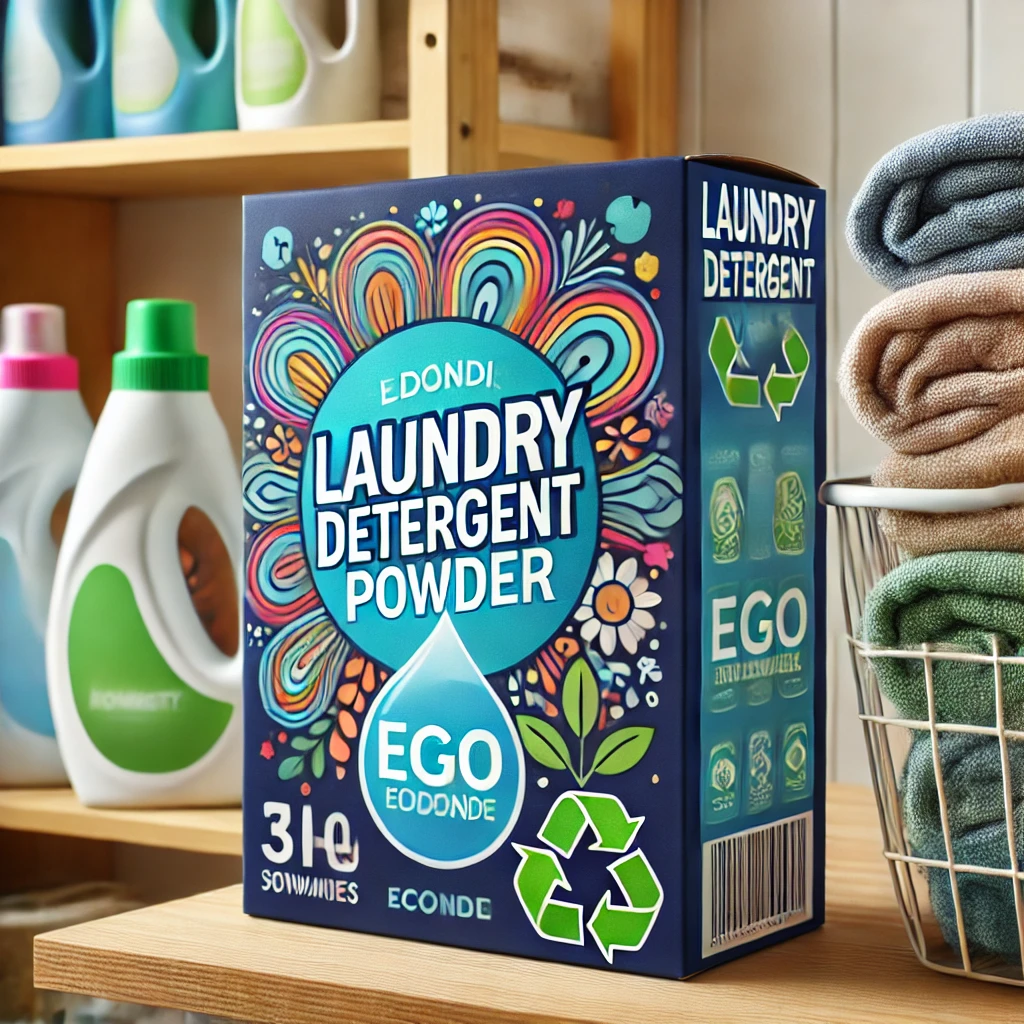 EDONDI
LAUNDRY
DETERGENT
POWDER
EGO
EODONDE
ECONDE
LAUNDRY
DETERGENT
EGO